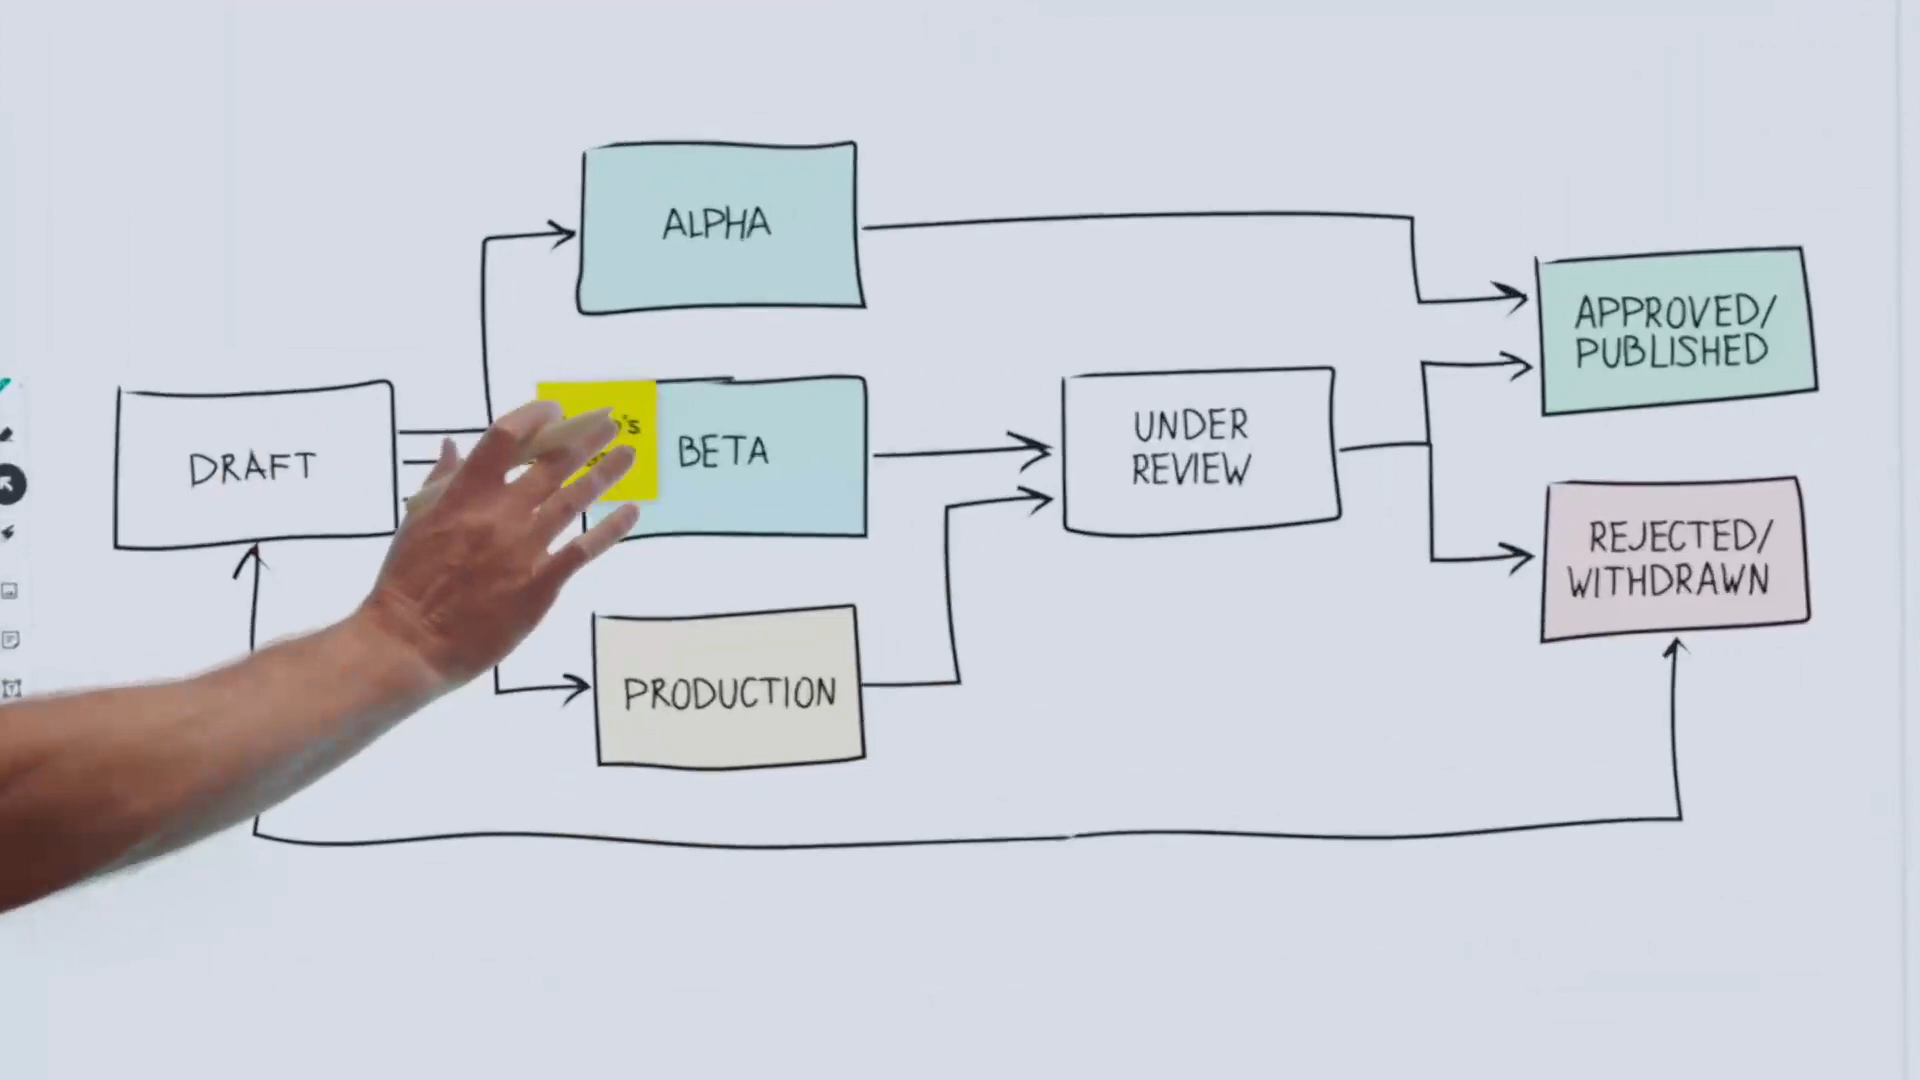 ALPHA
APPROVED/
PUBLISHED
DRAFT
BETA
UNDER
REVIEW
REJECTED/
WITHDRAWN
PRODUCTION